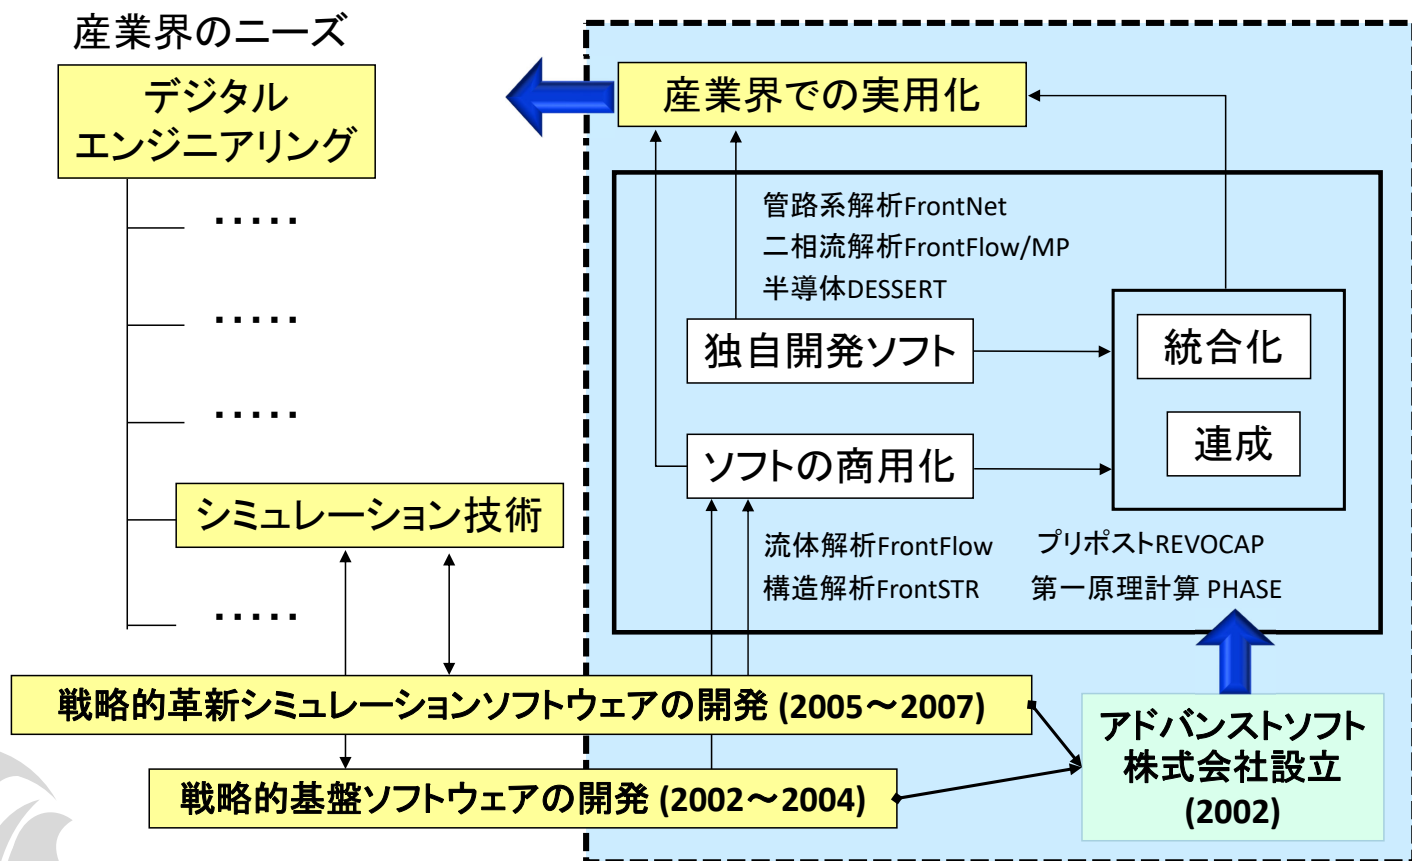 産業界のニーズ
デジタル
エンジニアリング
・・・・・
・・・・・
・・・・・
シミュレーション技術
・・・・・
産業界での実用化
管路系解析FrontNet
二相流解析FrontFlow/MP
半導体DESSERT
独自開発ソフト
統合化
連成
ソフトの商用化
流体解析FrontFlow
プリポストREVOCAP
構造解析FrontSTR
第一原理計算 PHASE
戦略的革新シミュレーションソフトウェアの開発 (2005～2007)
戦略的基盤ソフトウェアの開発 (2002～2004)
アドバンストソフト
株式会社設立
(2002)